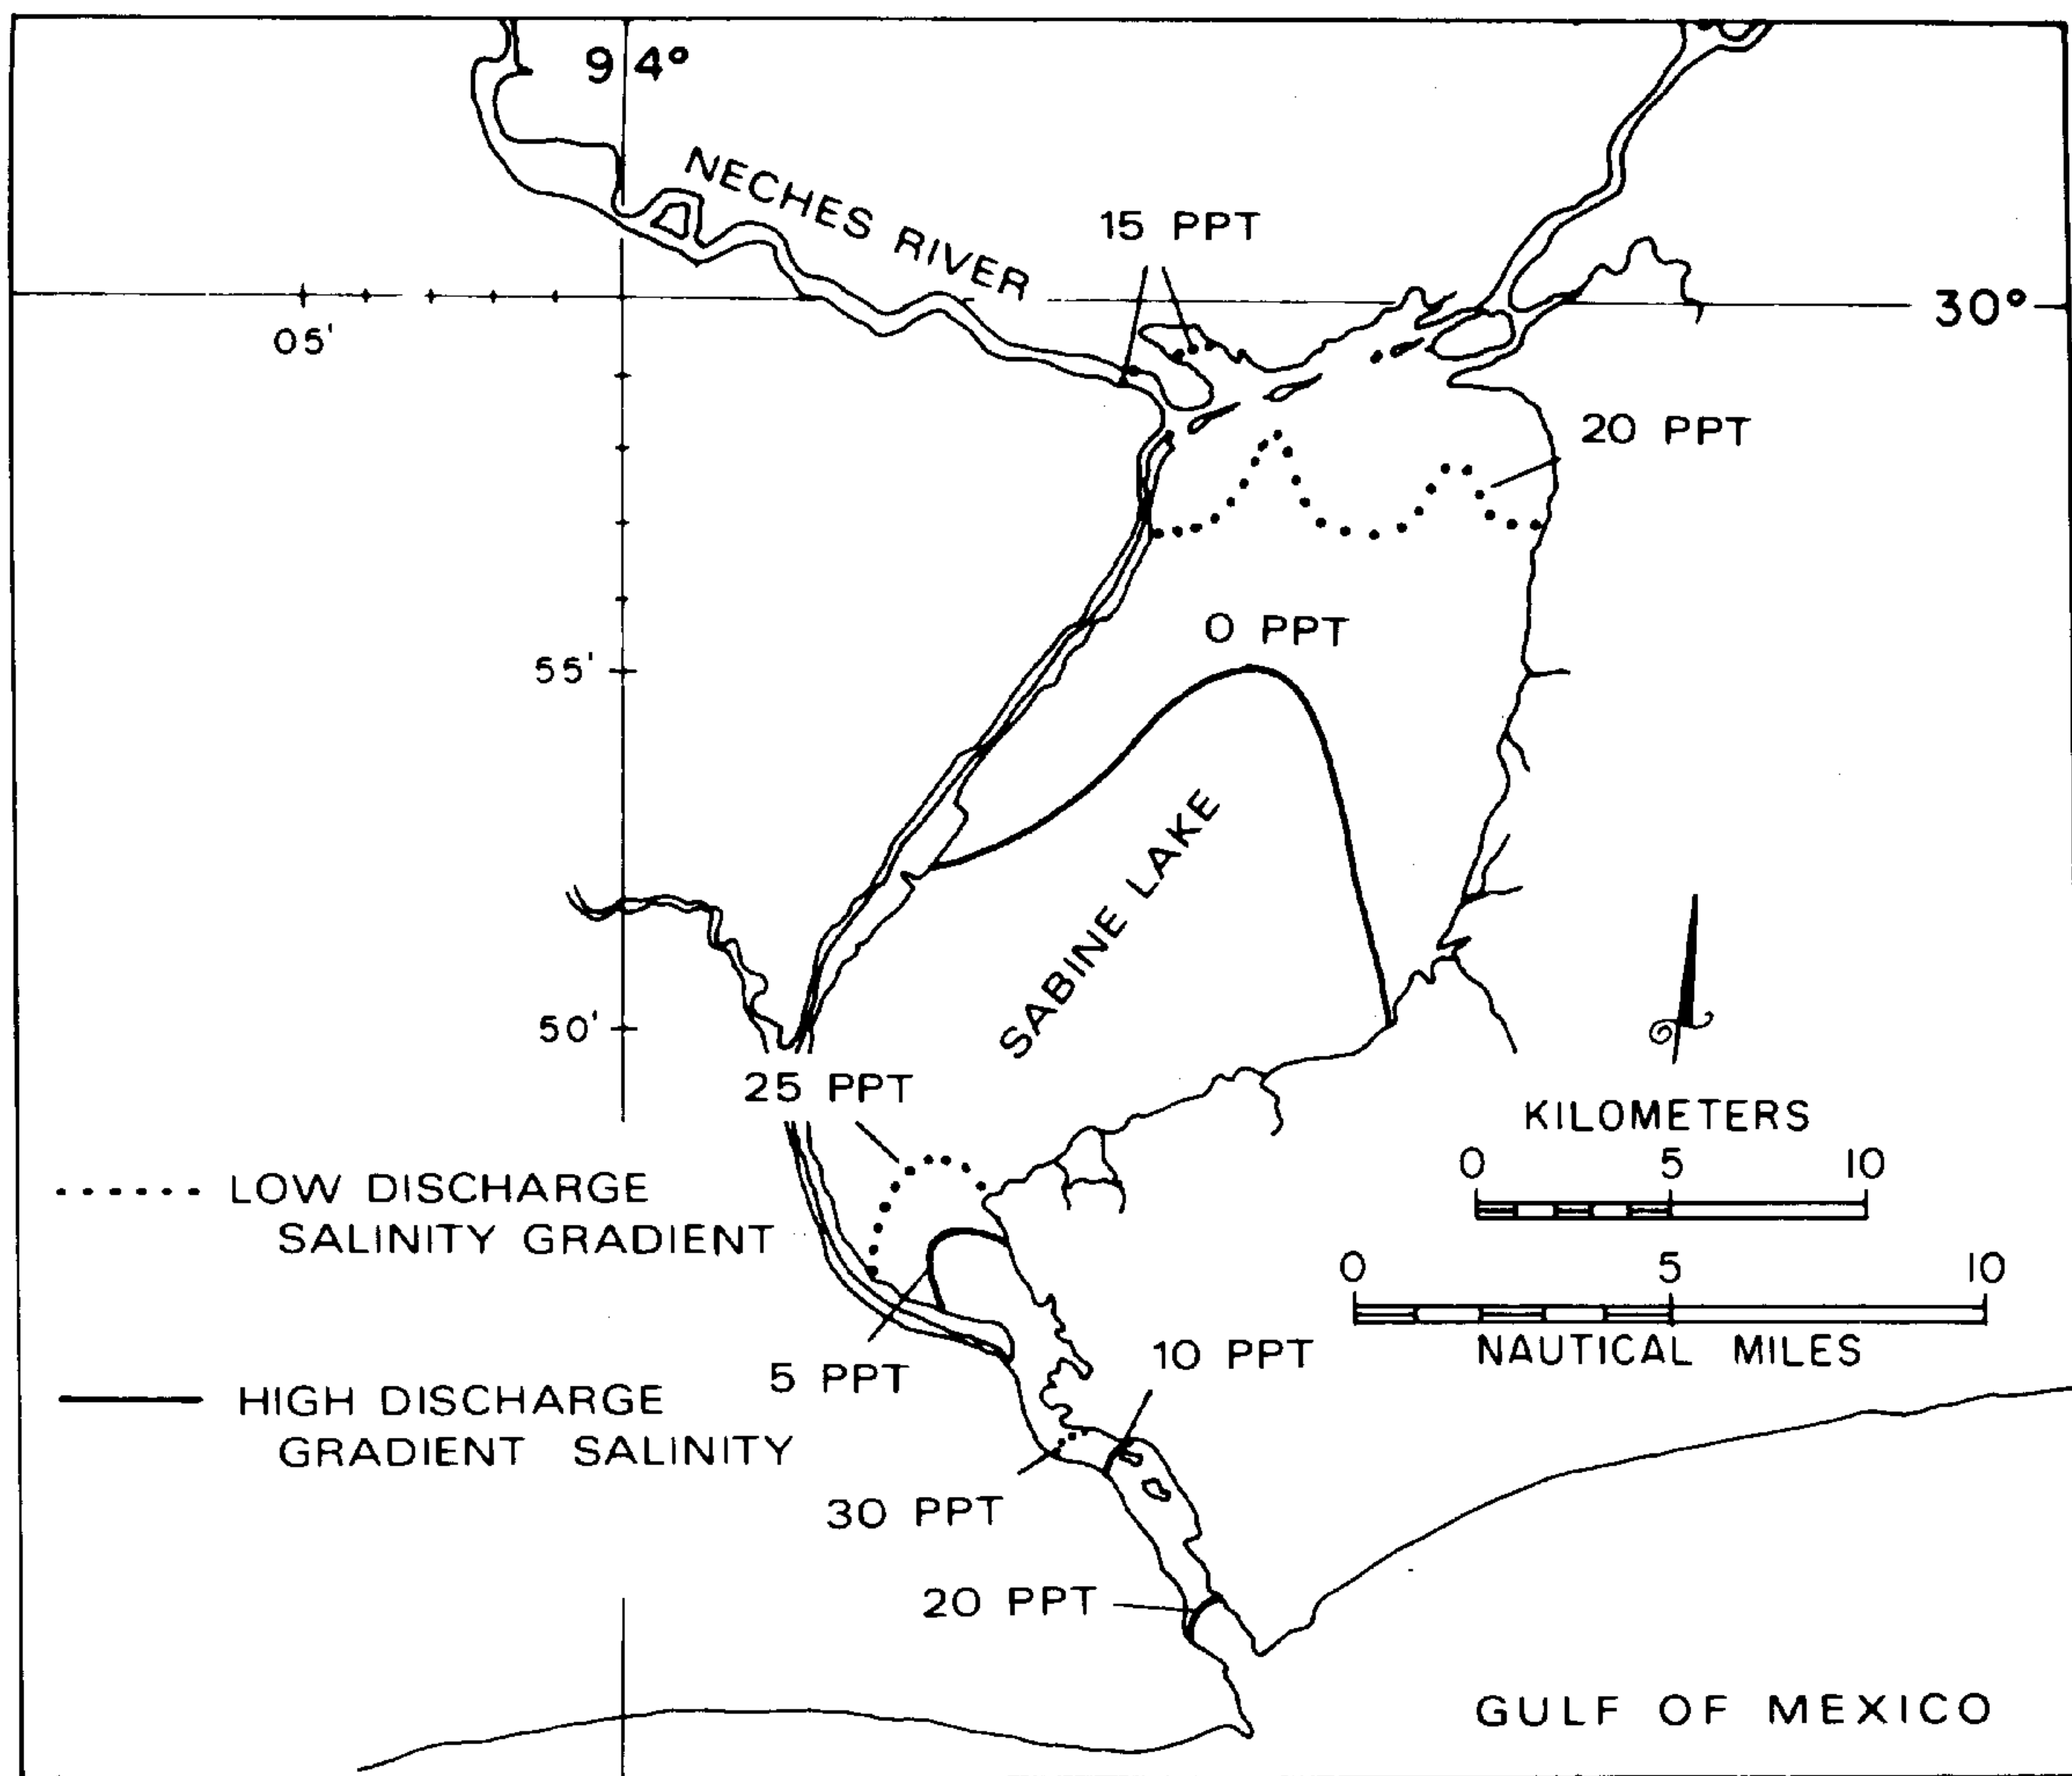 94°
NECHES RIVER
15 PPT
30°
05'
20 PPT
0 PPT
55'
SABINE LAKE
50'
25 PPT
KILOMETERS
0 5 10
LOW DISCHARGE
SALINITY GRADIENT
0 5 10
NAUTICAL MILES
10 PPT
5 PPT
HIGH DISCHARGE
GRADIENT SALINITY
30 PPT
20 PPT
GULF OF MEXICO